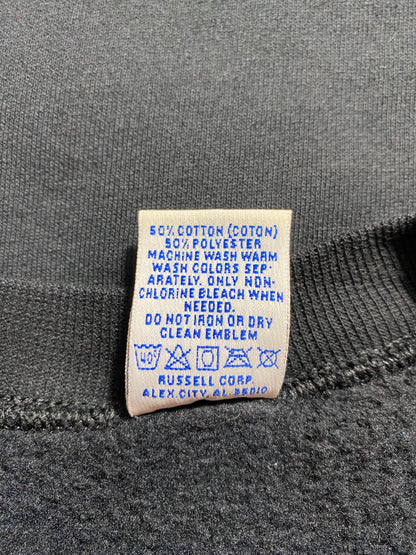 50% COTTON (COTON)
50% POLYESTER
MACHINE WASH WARM
WASH COLORS SEP-
ARATELY. ONLY NON-
CHLORINE BLEACH WHEN
NEEDED.
DO NOT IRON OR DRY
CLEAN EMBLEM
40°
RUSSELL CORP.
ALEX. CITY, AL. 35010